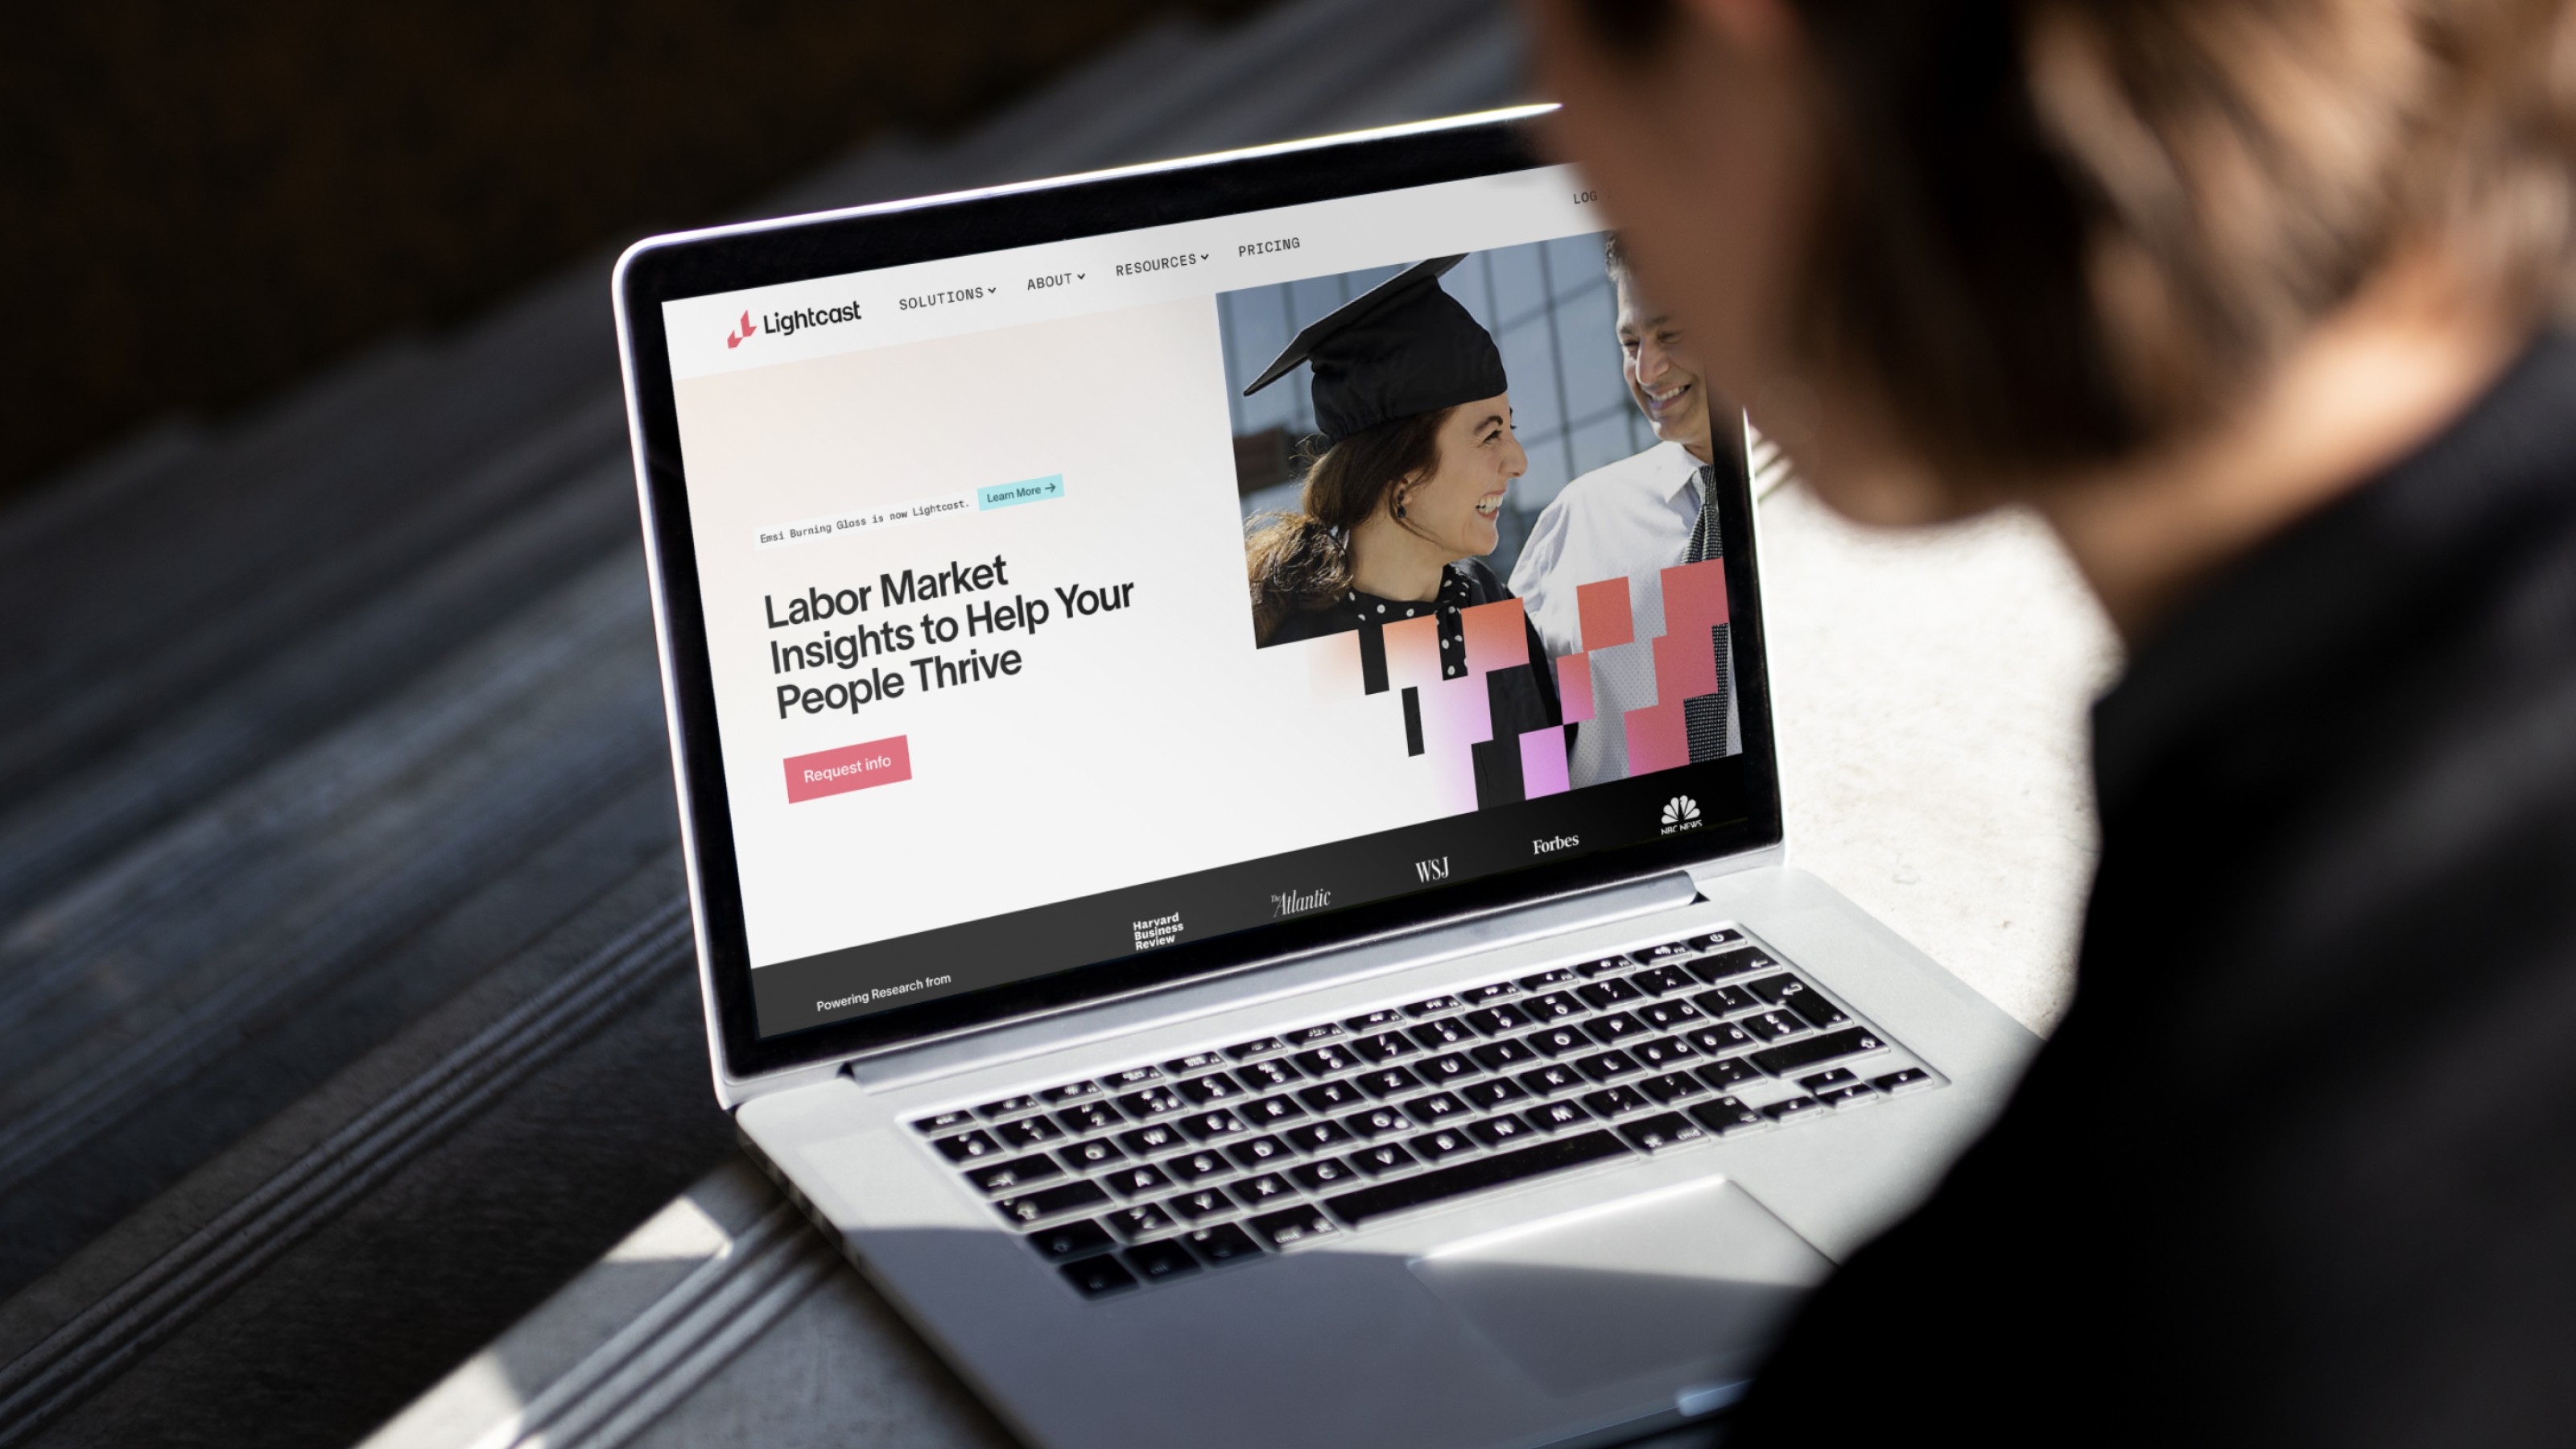 LOG
Lightcast
SOLUTIONS
ABOUT
RESOURCES
PRICING
Emsi Burning Glass is now Lightcast.
Learn More →
Labor Market
Insights to Help Your
People Thrive
Request info
Powering Research from
Harvard
Business
Review
The Atlantic
WSJ
Forbes
NBC NEWS